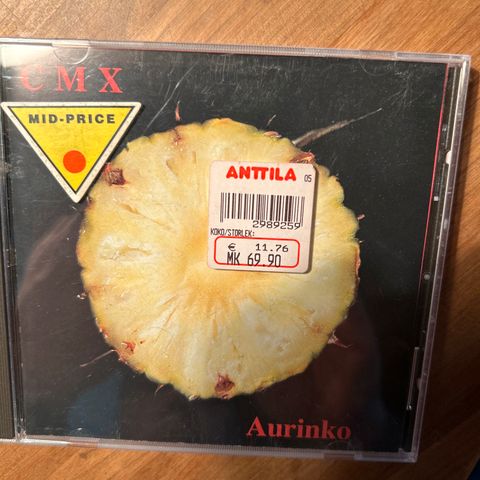 CMX
MID-PRICE
ANTTILA 05
2989259
KOKO/STORLEK:
€ 11.76
MK 69.90
Aurinko